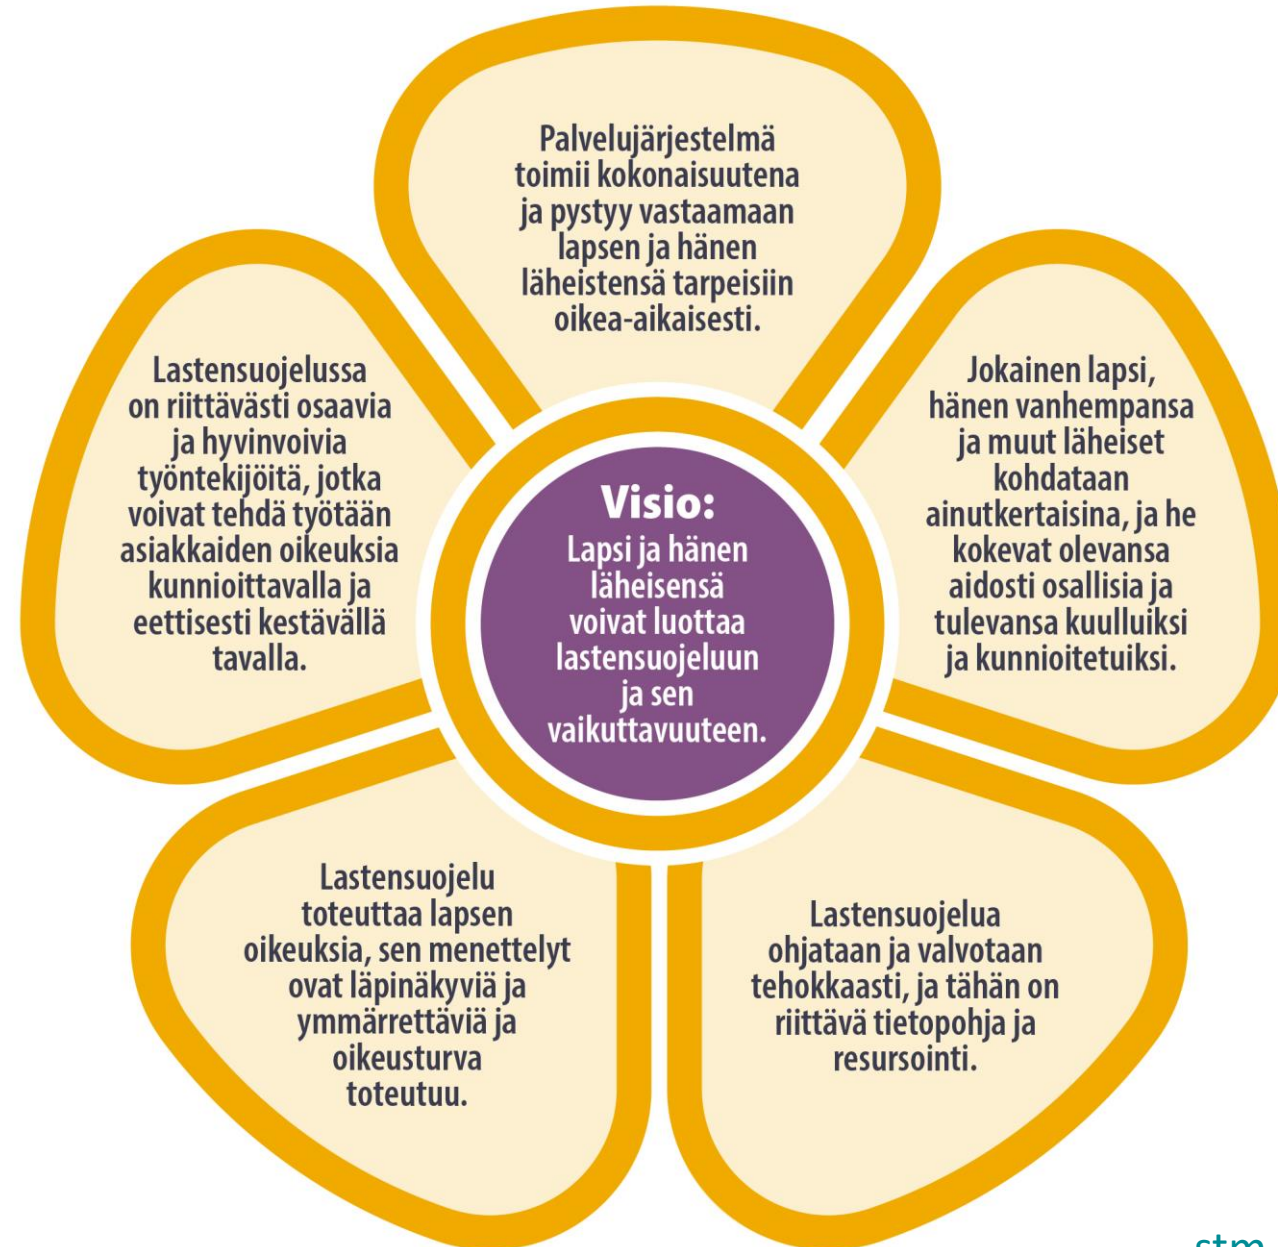 Palvelujärjestelmä
toimii kokonaisuutena
ja pystyy vastaamaan
lapsen ja hänen
läheistensä tarpeisiin
oikea-aikaisesti.
Jokainen lapsi,
hänen vanhempansa
ja muut läheiset
kohdataan
ainutkertaisina, ja he
kokevat olevansa
aidosti osallisia ja
tulevansa kuulluiksi
ja kunnioitetuiksi.
Lastensuojelua
ohjataan ja valvotaan
tehokkaasti, ja tähän on
riittävä tietopohja ja
resursointi.
Lastensuojelu
toteuttaa lapsen
oikeuksia, sen menettelyt
ovat läpinäkyviä ja
ymmärrettäviä ja
oikeusturva
toteutuu.
Lastensuojelussa
on riittävästi osaavia
ja hyvinvoivia
työntekijöitä, jotka
voivat tehdä työtään
asiakkaiden oikeuksia
kunnioittavalla ja
eettisesti kestävällä
tavalla.
Visio:
Lapsi ja hänen
läheisensä
voivat luottaa
lastensuojeluun
ja sen
vaikuttavuuteen.